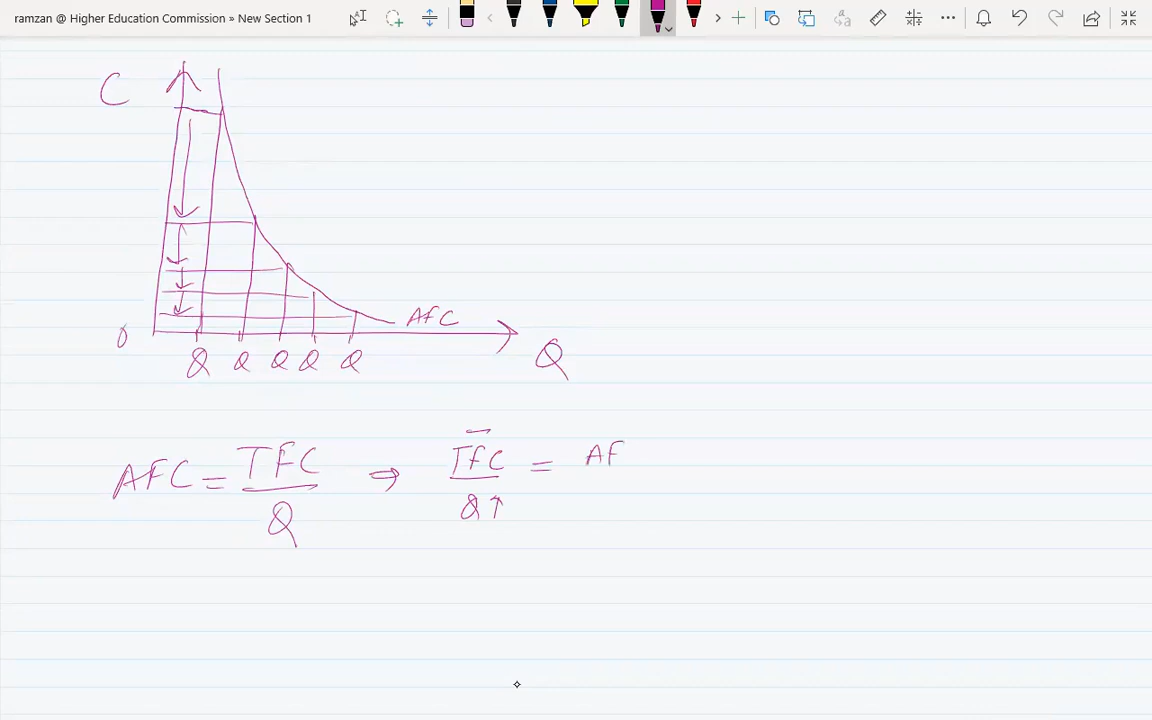 ramzan @ Higher Education Commission » New Section 1
C
AFC
0
Q Q Q Q Q
Q
AFC = TFC / Q ⇒ TFC / Q↑ = AF